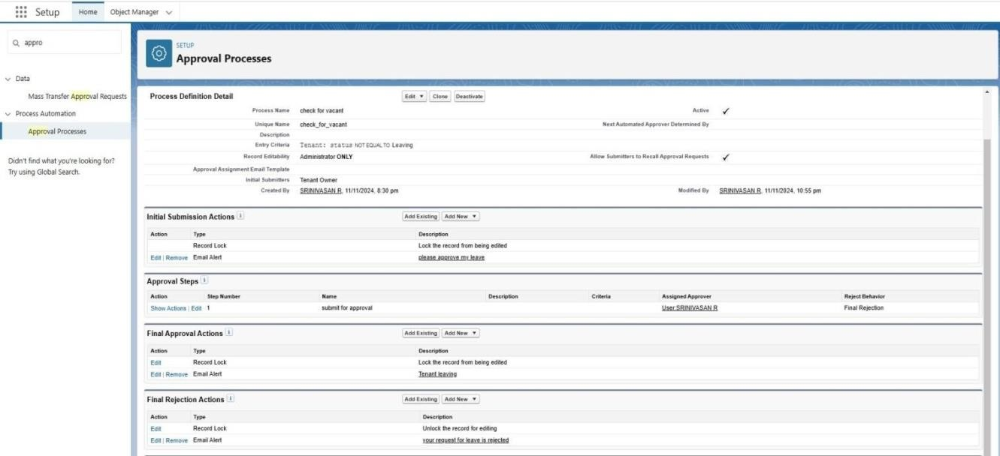 Setup Home Object Manager
appro
Data
Mass Transfer Approval Requests
Process Automation
Approval Processes
Didn't find what you're looking for?
Try using Global Search.
SETUP
Approval Processes
Process Definition Detail Edit Clone Deactivate
Process Name check for vacant Active
Unique Name check_for_vacant Next Automated Approver Determined By
Description
Entry Criteria Tenant: status NOT EQUAL TO Leaving
Record Editability Administrator ONLY Allow Submitters to Recall Approval Requests
Approval Assignment Email Template
Initial Submitters Tenant Owner
Created By SRINIVASAN R, 11/11/2024, 8:30 pm Modified By SRINIVASAN R, 11/11/2024, 10:55 pm
Initial Submission Actions i Add Existing Add New
Action Type Description
Record Lock Lock the record from being edited
Edit | Remove Email Alert please approve my leave
Approval Steps i
Action Step Number Name Description Criteria Assigned Approver Reject Behavior
Show Actions | Edit 1 submit for approval User:SRINIVASAN R Final Rejection
Final Approval Actions i Add Existing Add New
Action Type Description
Edit Record Lock Lock the record from being edited
Edit | Remove Email Alert Tenant leaving
Final Rejection Actions i Add Existing Add New
Action Type Description
Edit Record Lock Unlock the record for editing
Edit | Remove Email Alert your request for leave is rejected